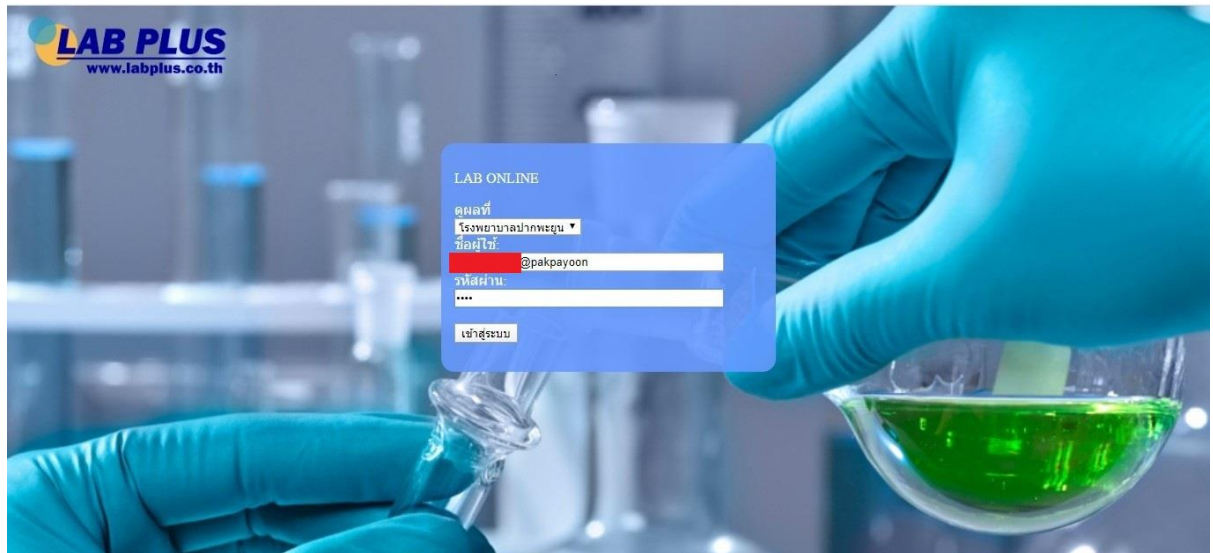 LAB PLUS
www.labplus.co.th
LAB ONLINE
ดูผลที่
โรงพยาบาลปากพะยูน
ชื่อผู้ใช้:
@pakpayoon
รหัสผ่าน:
••••
เข้าสู่ระบบ